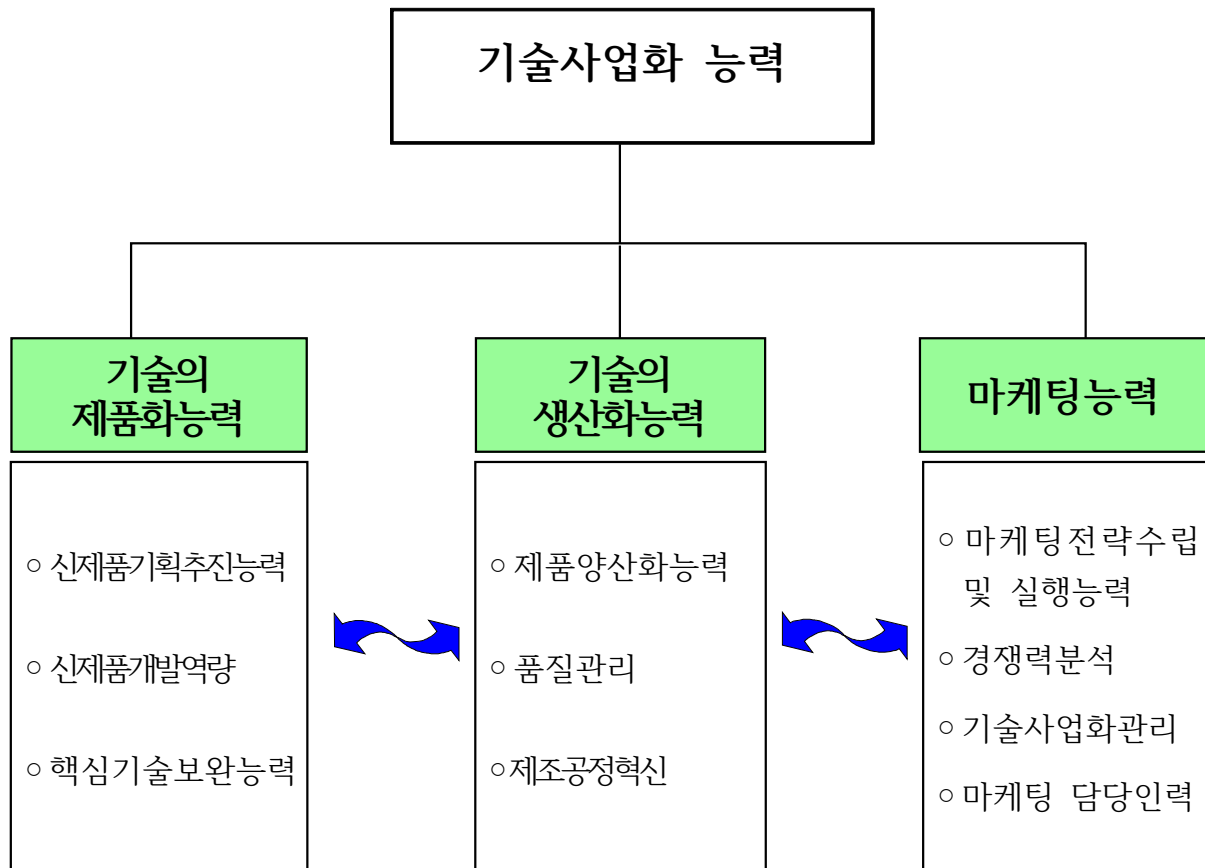 기술사업화 능력
기술의
제품화능력
○ 신제품기획추진능력
○ 신제품개발역량
○ 핵심기술보완능력
기술의
생산화능력
○ 제품양산화능력
○ 품질관리
○ 제조공정혁신
마케팅능력
○ 마케팅전략수립
및 실행능력
○ 경쟁력분석
○ 기술사업화관리
○ 마케팅 담당인력